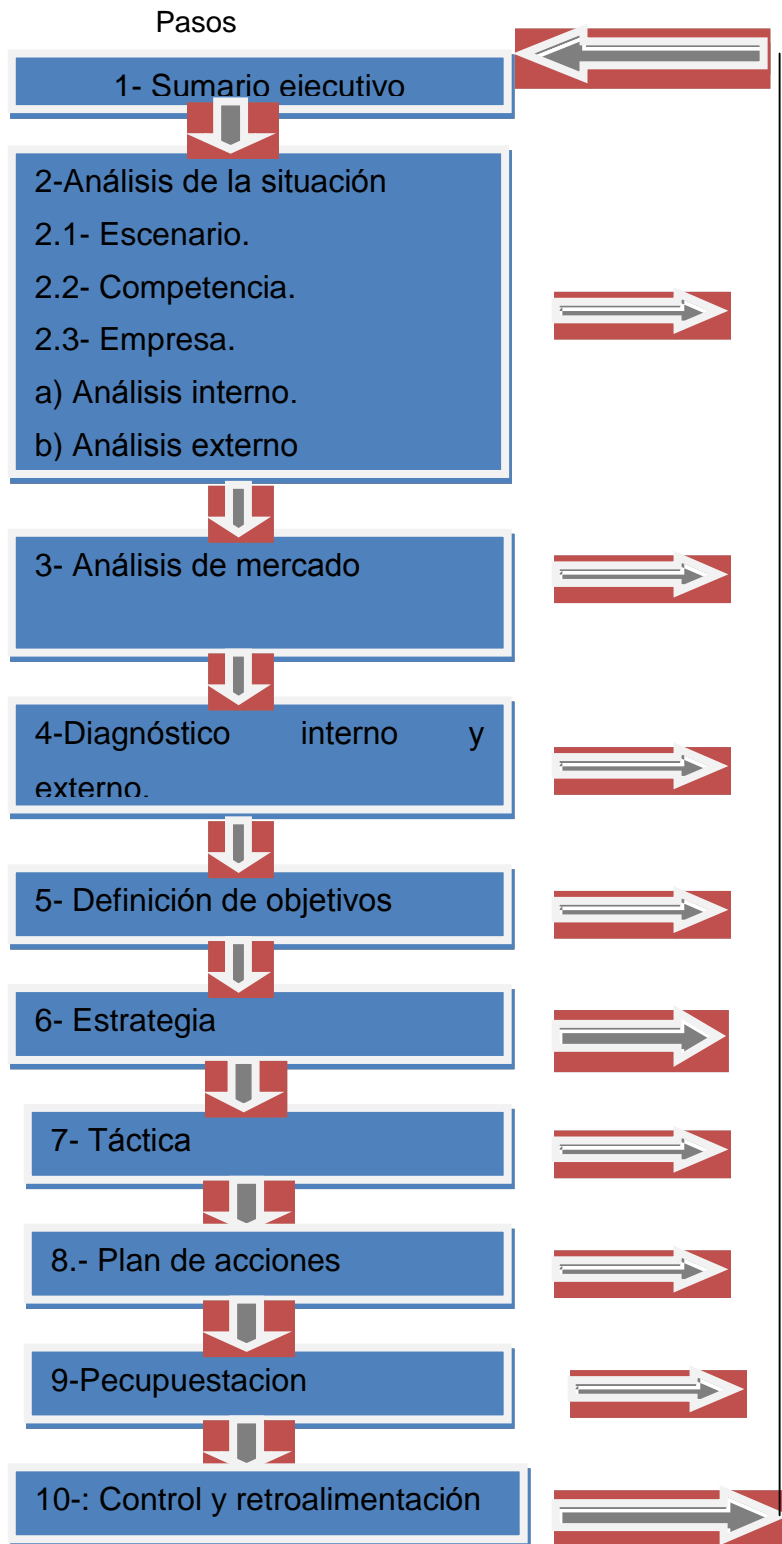 Pasos
1- Sumario ejecutivo
2-Análisis de la situación
2.1- Escenario.
2.2- Competencia.
2.3- Empresa.
a) Análisis interno.
b) Análisis externo
3- Análisis de mercado
4-Diagnóstico interno y
externo.
5- Definición de objetivos
6- Estrategia
7- Táctica
8.- Plan de acciones
9-Pecupuestacion
10-: Control y retroalimentación